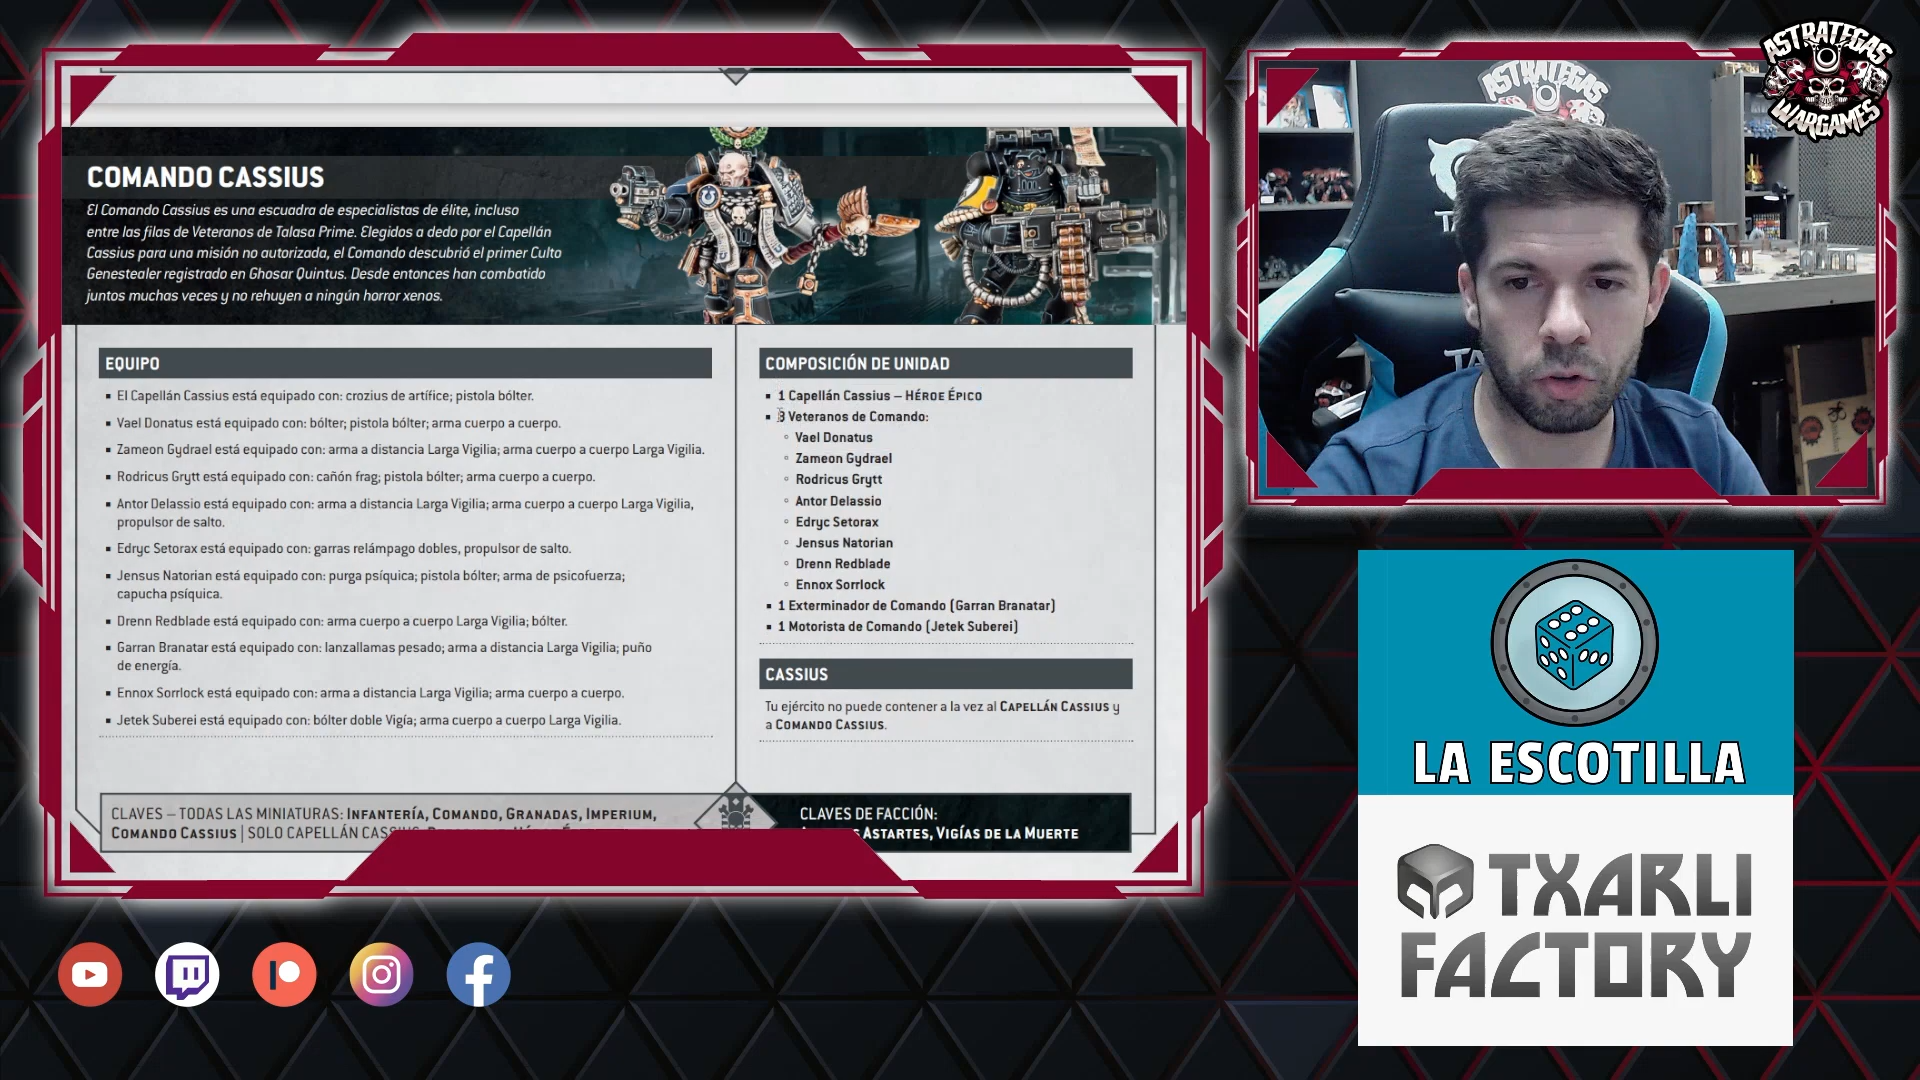 COMANDO CASSIUS
El Comando Cassius es una escuadra de especialistas de élite, incluso
entre las filas de Veteranos de Talasa Prime. Elegidos a dedo por el Capellán
Cassius para una misión no autorizada, el Comando descubrió el primer Culto
Genestealer registrado en Ghosar Quintus. Desde entonces han combatido
juntos muchas veces y no rehuyen a ningún horror xenos.
EQUIPO
▪ El Capellán Cassius está equipado con: crozius de artífice; pistola bólter.
▪ Vael Donatus está equipado con: bólter; pistola bólter; arma cuerpo a cuerpo.
▪ Zameon Gydrael está equipado con: arma a distancia Larga Vigilia; arma cuerpo a cuerpo Larga Vigilia.
▪ Rodricus Grytt está equipado con: cañón frag; pistola bólter; arma cuerpo a cuerpo.
▪ Antor Delassio está equipado con: arma a distancia Larga Vigilia; arma cuerpo a cuerpo Larga Vigilia,
propulsor de salto.
▪ Edryc Setorax está equipado con: garras relámpago dobles, propulsor de salto.
▪ Jensus Natorian está equipado con: purga psíquica; pistola bólter; arma de psicofuerza;
capucha psíquica.
▪ Drenn Redblade está equipado con: arma cuerpo a cuerpo Larga Vigilia; bólter.
▪ Garran Branatar está equipado con: lanzallamas pesado; arma a distancia Larga Vigilia; puño
de energía.
▪ Ennox Sorrlock está equipado con: arma a distancia Larga Vigilia; arma cuerpo a cuerpo.
▪ Jetek Suberei está equipado con: bólter doble Vigía; arma cuerpo a cuerpo Larga Vigilia.
COMPOSICIÓN DE UNIDAD
▪ 1 Capellán Cassius – HÉROE ÉPICO
▪ 8 Veteranos de Comando:
◦ Vael Donatus
◦ Zameon Gydrael
◦ Rodricus Grytt
◦ Antor Delassio
◦ Edryc Setorax
◦ Jensus Natorian
◦ Drenn Redblade
◦ Ennox Sorrlock
▪ 1 Exterminador de Comando (Garran Branatar)
▪ 1 Motorista de Comando (Jetek Suberei)
CASSIUS
Tu ejército no puede contener a la vez al CAPELLÁN CASSIUS y
a COMANDO CASSIUS.
CLAVES – TODAS LAS MINIATURAS: INFANTERÍA, COMANDO, GRANADAS, IMPERIUM,
COMANDO CASSIUS | SOLO CAPELLÁN
CLAVES DE FACCIÓN:
ASTARTES, VIGÍAS DE LA MUERTE
ASTRATEGAS
WARGAMES
ASTRATEGAS
LA ESCOTILLA
TXARLI
FACTORY